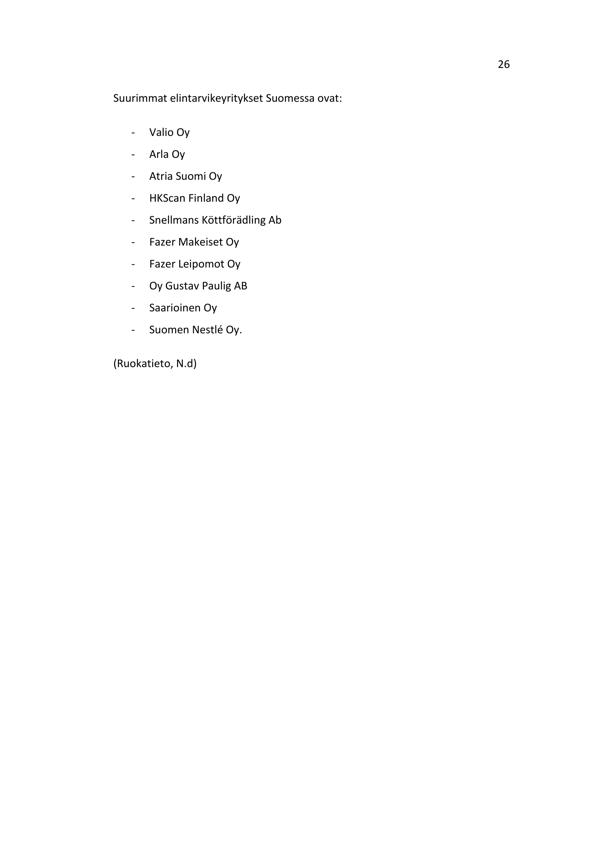 26
Suurimmat elintarvikeyritykset Suomessa ovat:
- Valio Oy
- Arla Oy
- Atria Suomi Oy
- HKScan Finland Oy
- Snellmans Köttförädling Ab
- Fazer Makeiset Oy
- Fazer Leipomot Oy
- Oy Gustav Paulig AB
- Saarioinen Oy
- Suomen Nestlé Oy.
(Ruokatieto, N.d)